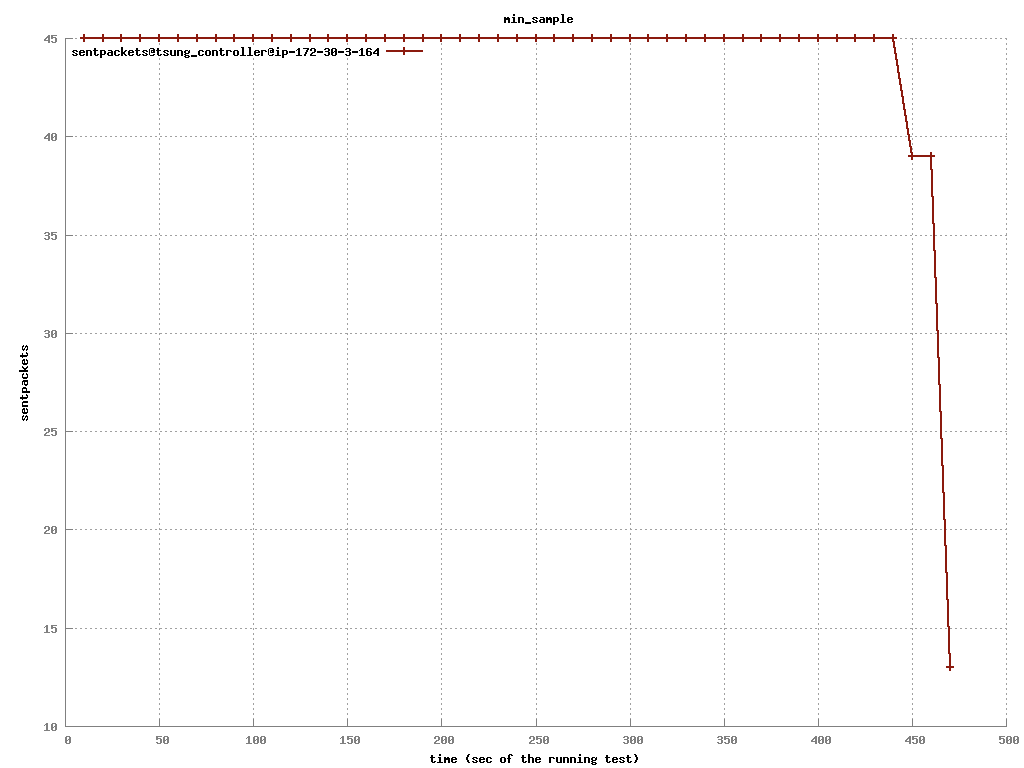 min_sample
45
sentpackets@tsung_controller@ip-172-30-3-164
40
35
30
sentpackets
25
20
15
10
0 50 100 150 200 250 300 350 400 450 500
time (sec of the running test)